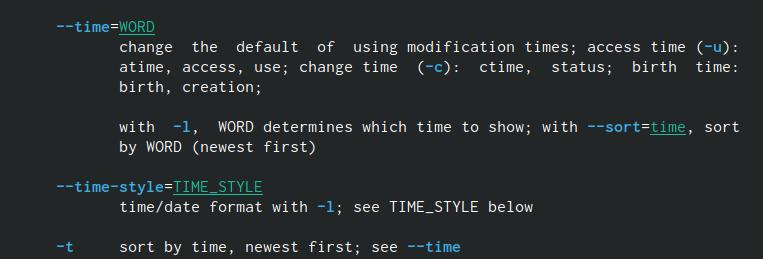 --time=WORD
change the default of using modification times; access time (-u):
atime, access, use; change time (-c): ctime, status; birth time:
birth, creation;
with -l, WORD determines which time to show; with --sort=time, sort
by WORD (newest first)
--time-style=TIME_STYLE
time/date format with -l; see TIME_STYLE below
-t sort by time, newest first; see --time